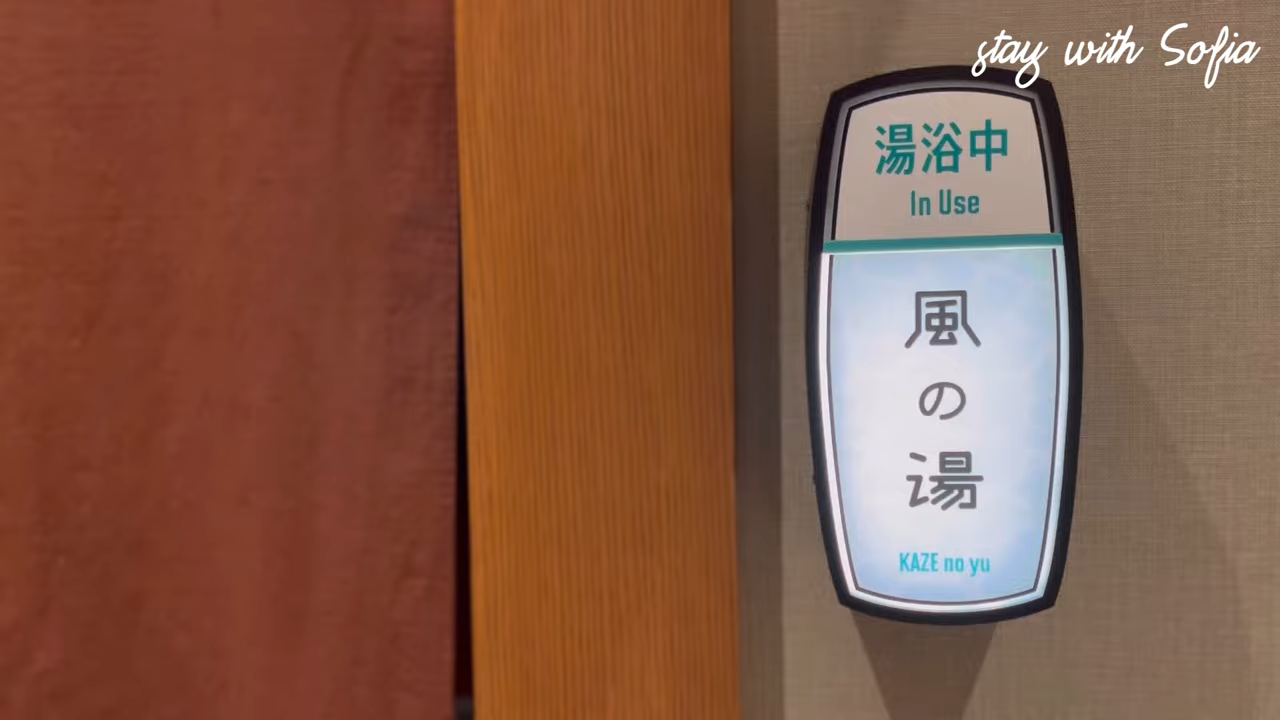 stay with Sofia
湯浴中
In Use
風
の
湯
KAZE no yu